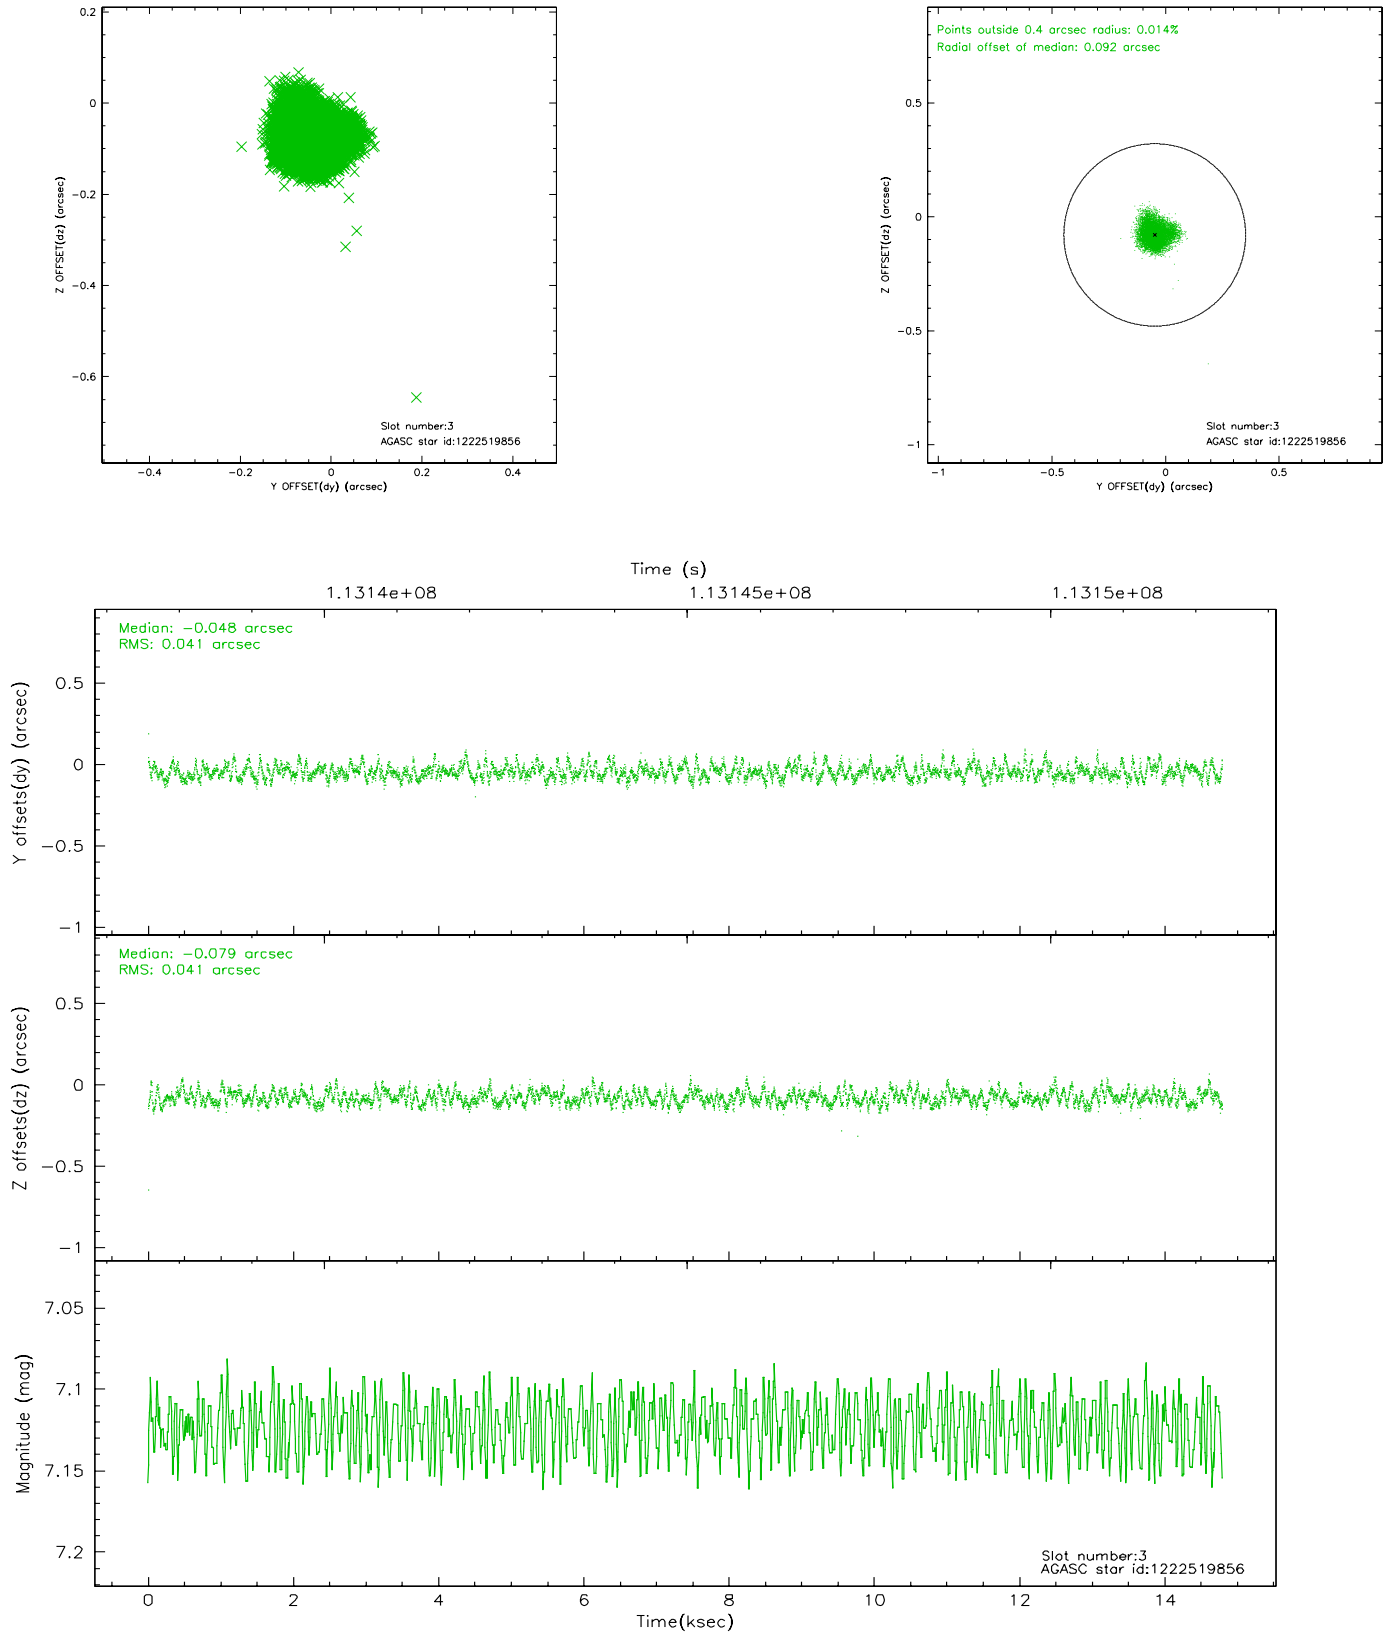 0.2
0
−0.2
−0.4
−0.6
Z OFFSET(dz) (arcsec)
Slot number:3
AGASC star id:1222519856
−0.4 −0.2 0 0.2 0.4
Y OFFSET(dy) (arcsec)
Points outside 0.4 arcsec radius: 0.014%
Radial offset of median: 0.092 arcsec
0.5
0
−0.5
−1
Z OFFSET(dz) (arcsec)
Slot number:3
AGASC star id:1222519856
−1 −0.5 0 0.5
Y OFFSET(dy) (arcsec)
Time (s)
1.1314e+08 1.13145e+08 1.1315e+08
Median: −0.048 arcsec
RMS: 0.041 arcsec
0.5
0
−0.5
−1
Y offsets(dy) (arcsec)
Median: −0.079 arcsec
RMS: 0.041 arcsec
0.5
0
−0.5
−1
Z offsets(dz) (arcsec)
7.05
7.1
7.15
7.2
Magnitude (mag)
Slot number:3
AGASC star id:1222519856
0 2 4 6 8 10 12 14
Time(ksec)